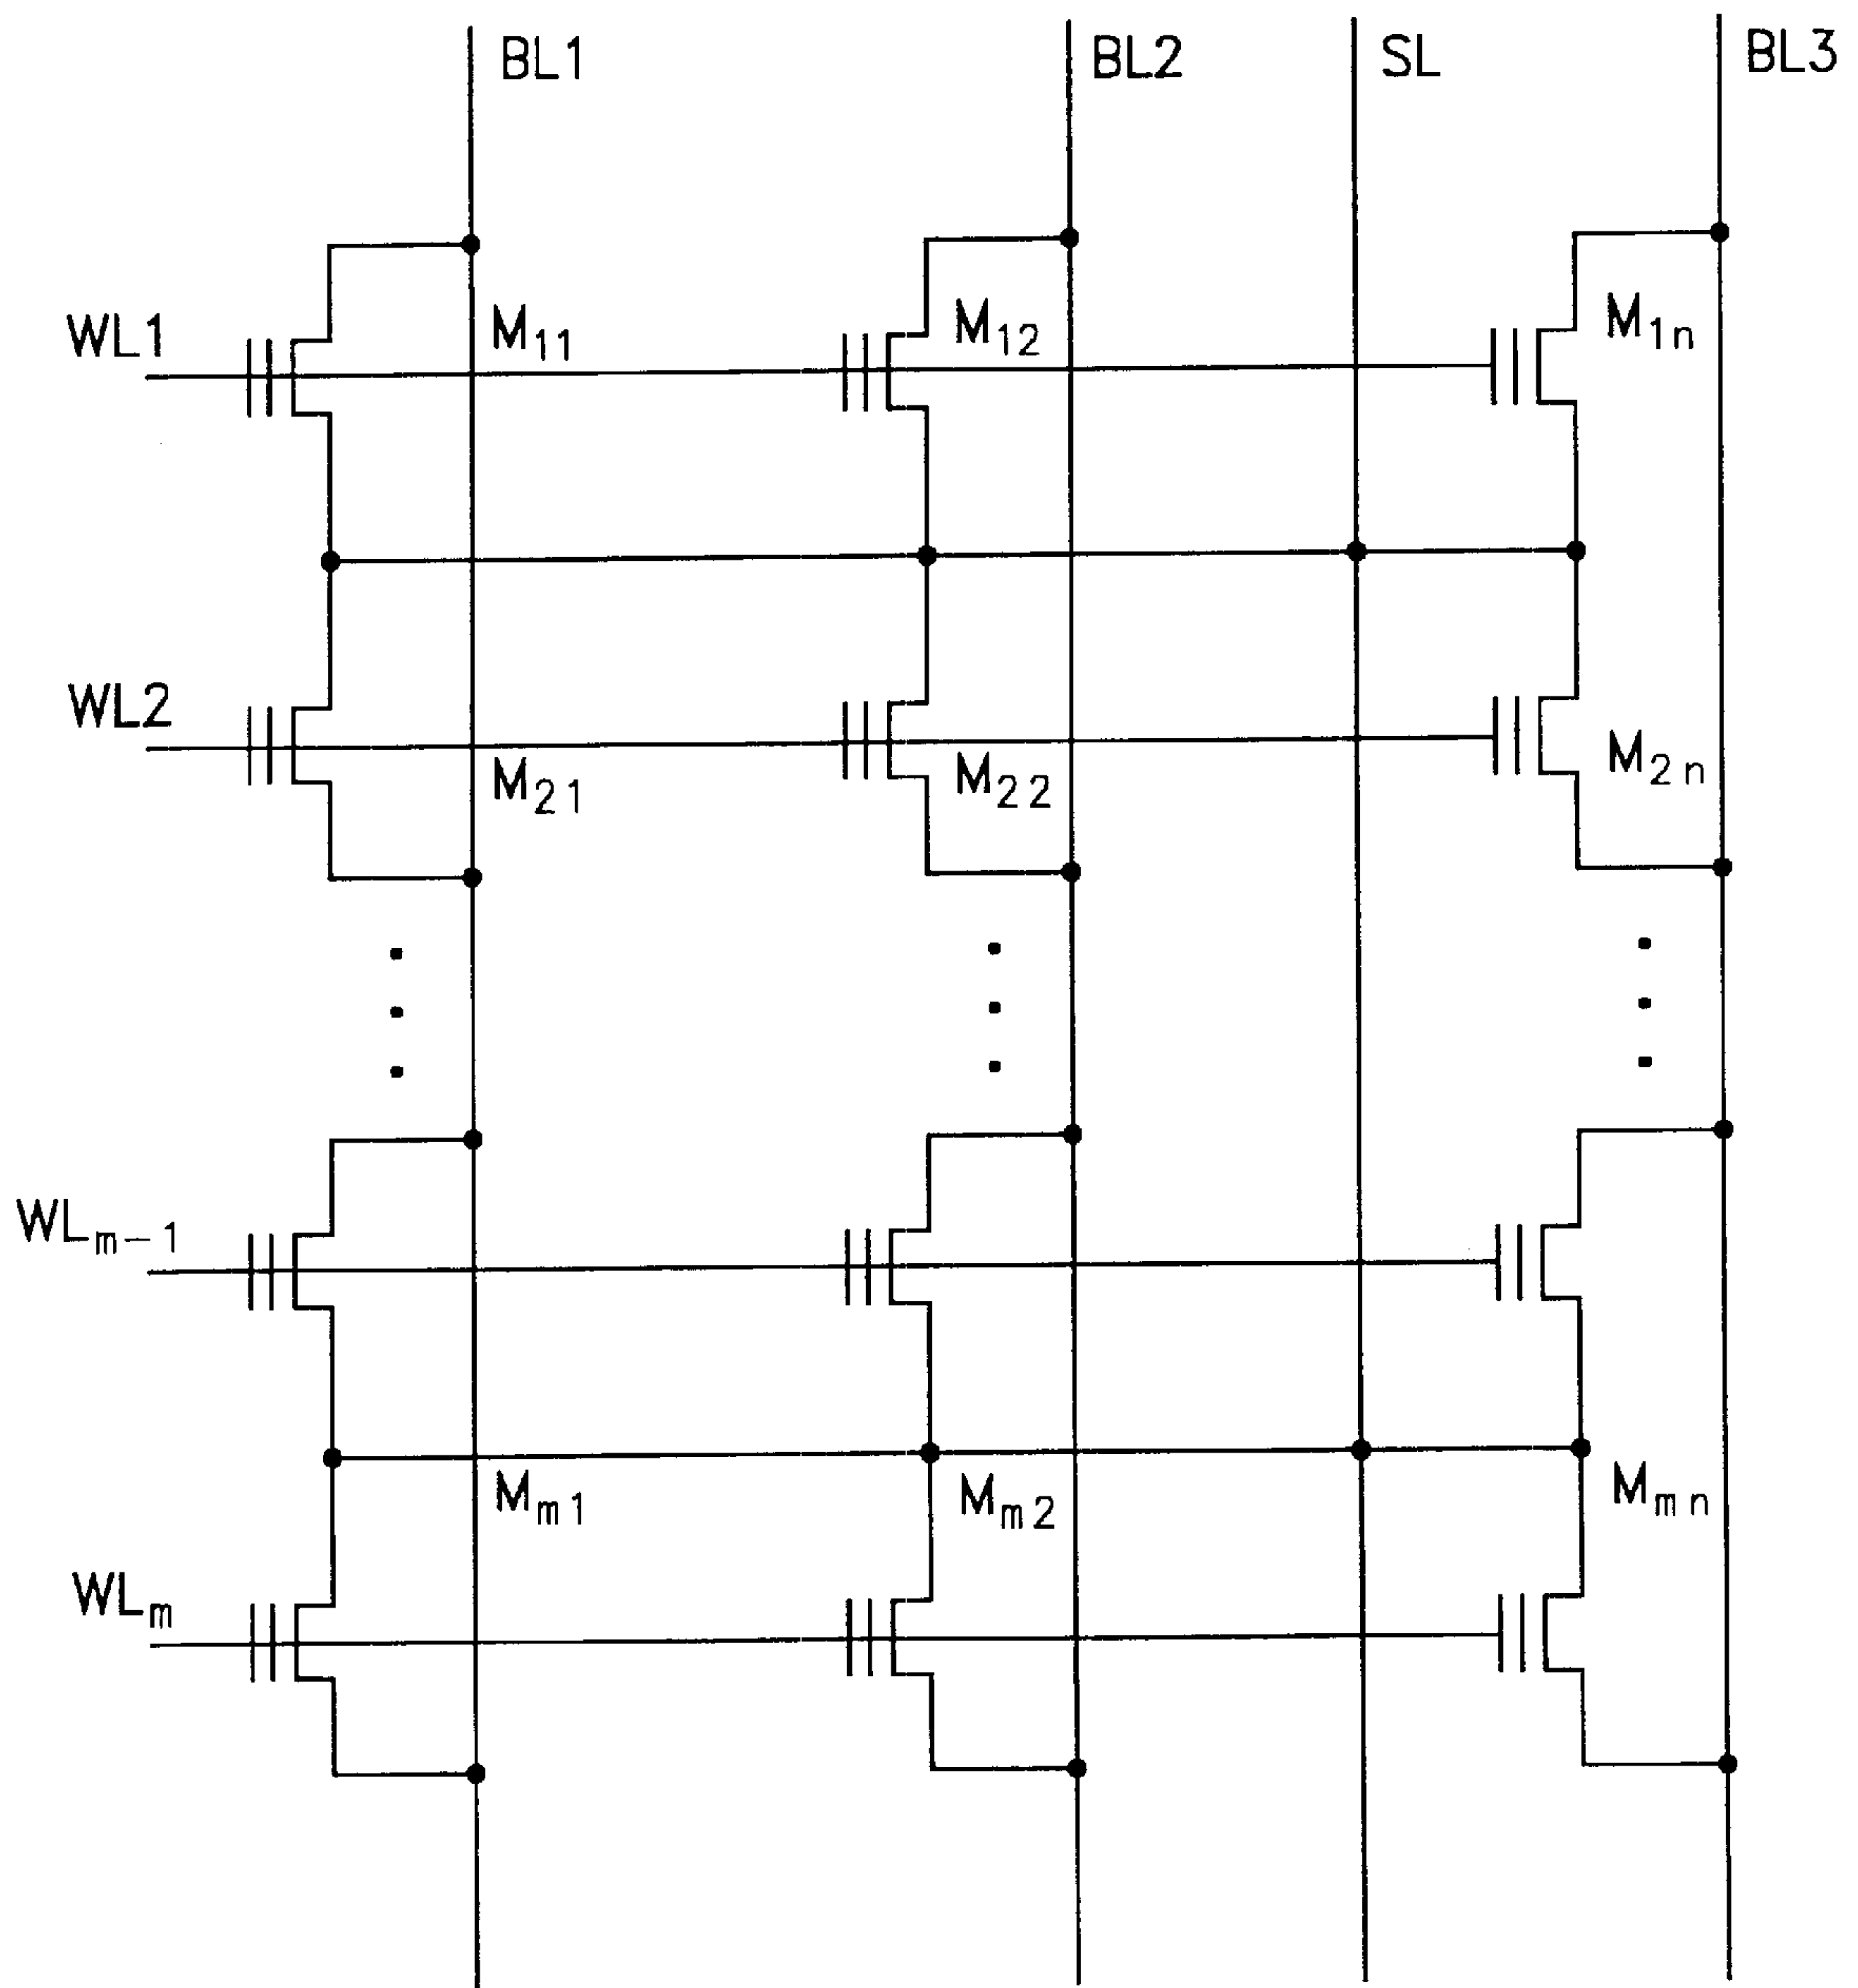 BL1 BL2 SL BL3
WL1 M₁₁ M₁₂ M₁ₙ
WL2 M₂₁ M₂₂ M₂ₙ
WLₘ₋₁
Mₘ₁ Mₘ₂ Mₘₙ
WLₘ